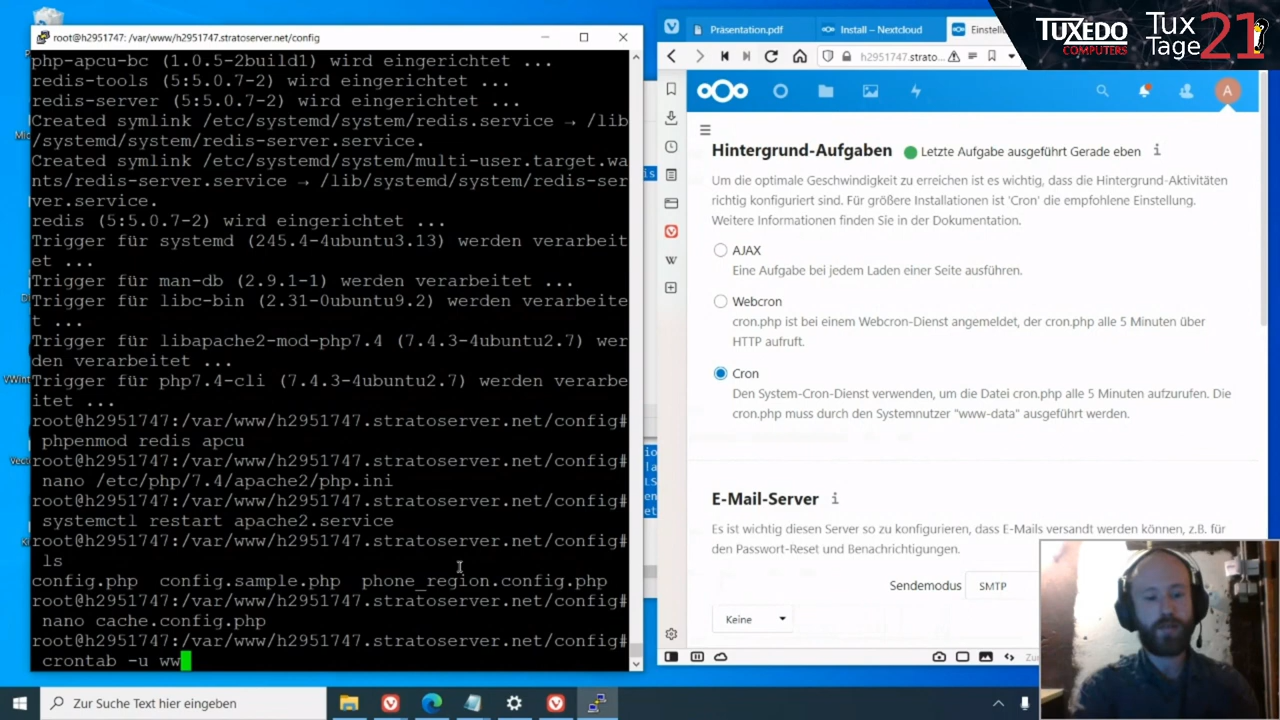 root@h2951747: /var/www/h2951747.stratoserver.net/config
php-apcu-bc (1.0.5-2build1) wird eingerichtet ...
redis-tools (5:5.0.7-2) wird eingerichtet ...
redis-server (5:5.0.7-2) wird eingerichtet ...
Created symlink /etc/systemd/system/redis.service → /lib
/systemd/system/redis-server.service.
Created symlink /etc/systemd/system/multi-user.target.wa
nts/redis-server.service → /lib/systemd/system/redis-ser
ver.service.
redis (5:5.0.7-2) wird eingerichtet ...
Trigger für systemd (245.4-4ubuntu3.13) werden verarbeit
et ...
Trigger für man-db (2.9.1-1) werden verarbeitet ...
Trigger für libc-bin (2.31-0ubuntu9.2) werden verarbeite
t ...
Trigger für libapache2-mod-php7.4 (7.4.3-4ubuntu2.7) wer
den verarbeitet ...
Trigger für php7.4-cli (7.4.3-4ubuntu2.7) werden verarbe
itet ...
root@h2951747:/var/www/h2951747.stratoserver.net/config#
phpenmod redis apcu
root@h2951747:/var/www/h2951747.stratoserver.net/config#
nano /etc/php/7.4/apache2/php.ini
root@h2951747:/var/www/h2951747.stratoserver.net/config#
systemctl restart apache2.service
root@h2951747:/var/www/h2951747.stratoserver.net/config#
ls
config.php config.sample.php phone_region.config.php
root@h2951747:/var/www/h2951747.stratoserver.net/config#
nano cache.config.php
root@h2951747:/var/www/h2951747.stratoserver.net/config#
crontab -u ww
Präsentation.pdf
Install – Nextcloud
Einstell
h2951747.strato...
A
Hintergrund-Aufgaben Letzte Aufgabe ausgeführt Gerade eben
Um die optimale Geschwindigkeit zu erreichen ist es wichtig, dass die Hintergrund-Aktivitäten
richtig konfiguriert sind. Für größere Installationen ist 'Cron' die empfohlene Einstellung.
Weitere Informationen finden Sie in der Dokumentation.
AJAX
Eine Aufgabe bei jedem Laden einer Seite ausführen.
Webcron
cron.php ist bei einem Webcron-Dienst angemeldet, der cron.php alle 5 Minuten über
HTTP aufruft.
Cron
Den System-Cron-Dienst verwenden, um die Datei cron.php alle 5 Minuten aufzurufen. Die
cron.php muss durch den Systemnutzer "www-data" ausgeführt werden.
E-Mail-Server
Es ist wichtig diesen Server so zu konfigurieren, dass E-Mails versandt werden können, z.B. für
den Passwort-Reset und Benachrichtigungen.
Sendemodus SMTP
Keine
TUXEDO
COMPUTERS
Tux
Tage
21
Zur Suche Text hier eingeben